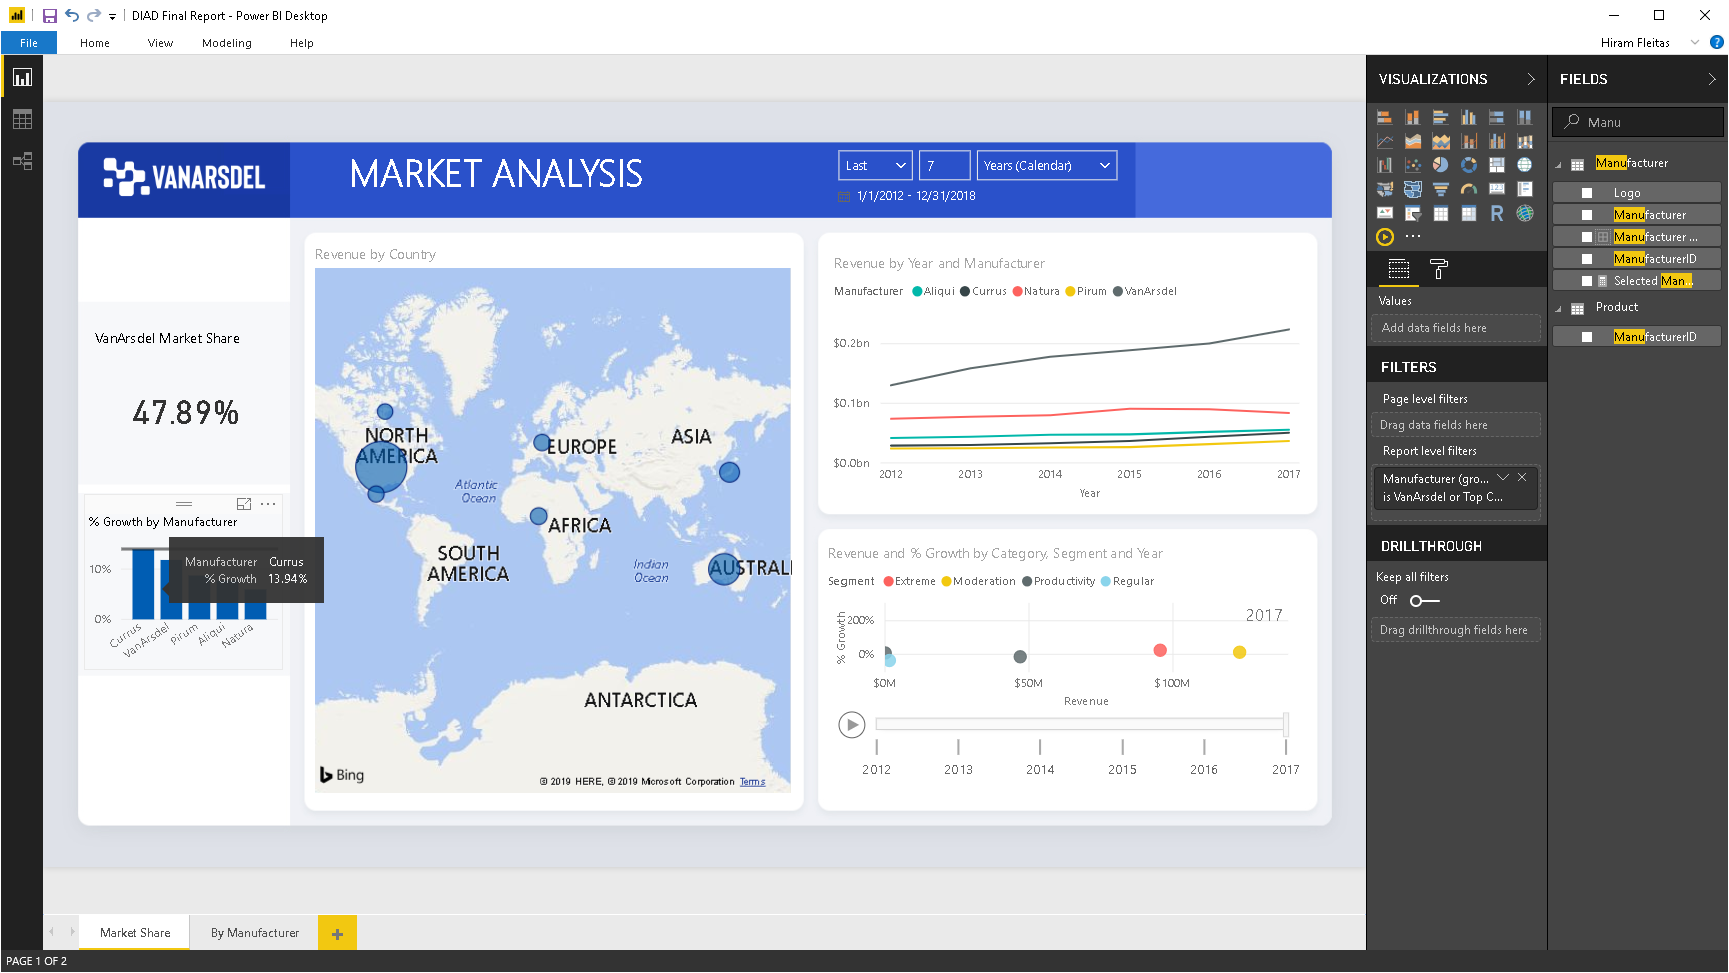 DIAD Final Report - Power BI Desktop
File Home View Modeling Help
Hiram Fleitas
VANARSDEL
MARKET ANALYSIS
Last 7 Years (Calendar)
1/1/2012 - 12/31/2018
VanArsdel Market Share
47.89%
% Growth by Manufacturer
10%
0%
Currus
VanArsdel
Pirum
Aliqui
Natura
Manufacturer Currus
% Growth 13.94%
Revenue by Country
NORTH
AMERICA
EUROPE
ASIA
Atlantic
Ocean
AFRICA
SOUTH
AMERICA
Indian
Ocean
AUSTRALI
ANTARCTICA
Bing
© 2019 HERE, © 2019 Microsoft Corporation Terms
Revenue by Year and Manufacturer
Manufacturer Aliqui Currus Natura Pirum VanArsdel
$0.2bn
$0.1bn
$0.0bn
2012 2013 2014 2015 2016 2017
Year
Revenue and % Growth by Category, Segment and Year
Segment Extreme Moderation Productivity Regular
2017
% Growth
200%
0%
$0M $50M $100M
Revenue
2012 2013 2014 2015 2016 2017
VISUALIZATIONS
R
Values
Add data fields here
FILTERS
Page level filters
Drag data fields here
Report level filters
Manufacturer (gro...
is VanArsdel or Top C...
DRILLTHROUGH
Keep all filters
Off
Drag drillthrough fields here
FIELDS
Manu
Manufacturer
Logo
Manufacturer
Manufacturer ...
ManufacturerID
Selected Man...
Product
ManufacturerID
Market Share By Manufacturer +
PAGE 1 OF 2